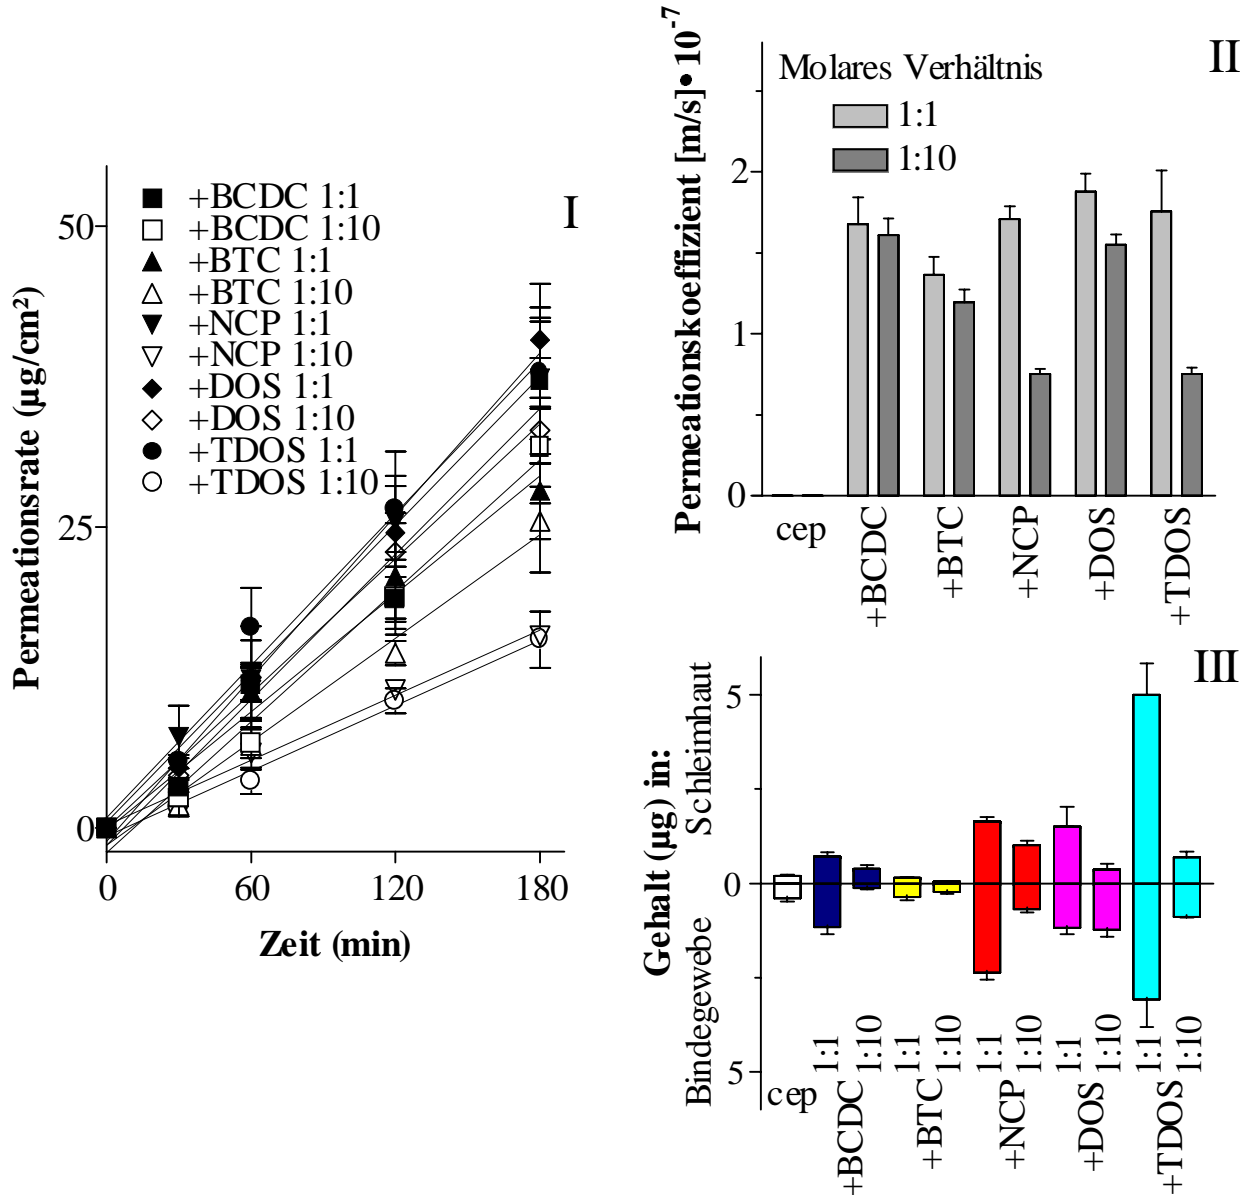 I
50
25
0
Permeationsrate (µg/cm²)
+BCDC 1:1
+BCDC 1:10
+BTC 1:1
+BTC 1:10
+NCP 1:1
+NCP 1:10
+DOS 1:1
+DOS 1:10
+TDOS 1:1
+TDOS 1:10
0 60 120 180
Zeit (min)
II
Permeationskoeffizient [m/s]•10⁻⁷
Molares Verhältnis
1:1
1:10
2
1
0
cep +BCDC +BTC +NCP +DOS +TDOS
III
Gehalt (µg) in:
Schleimhaut
Bindegewebe
5
0
5
1:1 1:10 1:1 1:10 1:1 1:10 1:1 1:10 1:1 1:10
cep +BCDC +BTC +NCP +DOS +TDOS